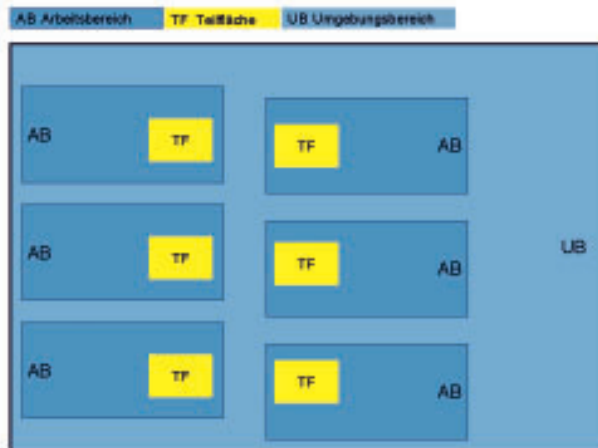 AB Arbeitsbereich TF Teilfläche UB Umgebungsbereich
AB TF TF AB
AB TF TF AB UB
AB TF TF AB